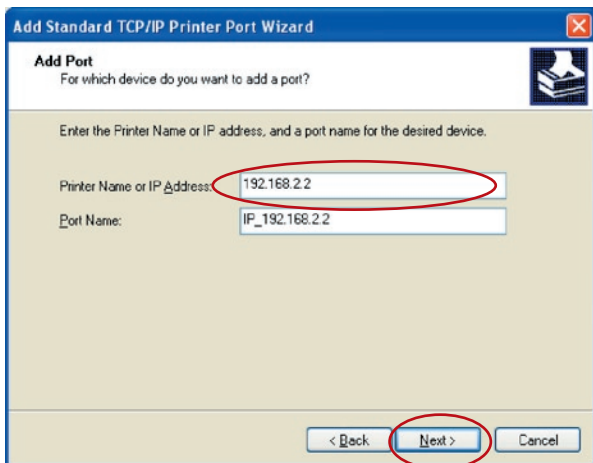 Add Standard TCP/IP Printer Port Wizard
Add Port
For which device do you want to add a port?
Enter the Printer Name or IP address, and a port name for the desired device.
Printer Name or IP Address: 192.168.2.2
Port Name: IP_192.168.2.2
< Back Next > Cancel